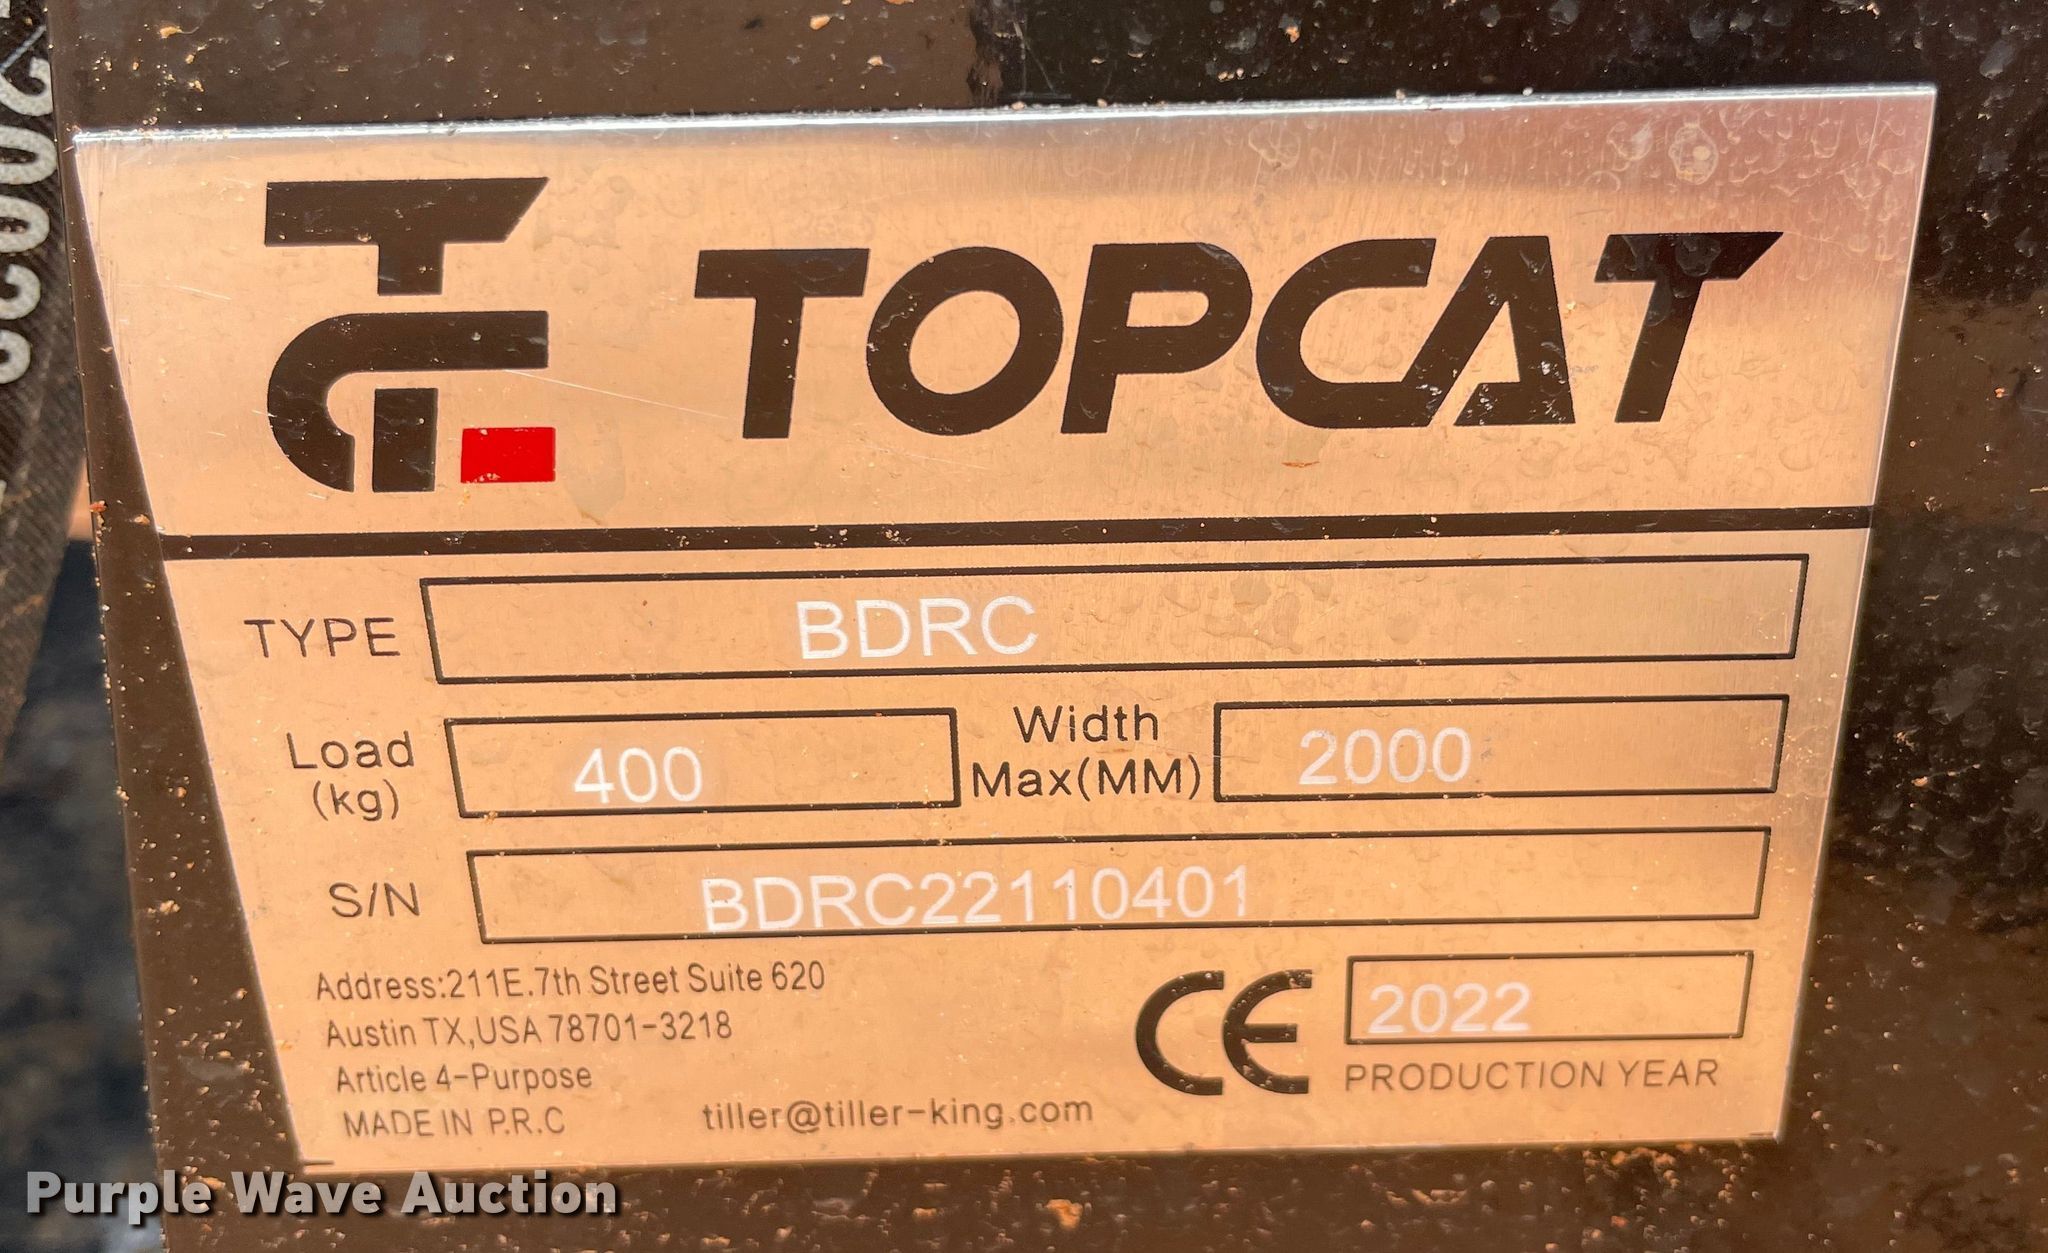 TOPCAT
TYPE BDRC
Load (kg) 400 Width Max(MM) 2000
S/N BDRC22110401
Address:211E.7th Street Suite 620
Austin TX,USA 78701-3218
Article 4-Purpose
MADE IN P.R.C
tiller@tiller-king.com
CE 2022
PRODUCTION YEAR
Purple Wave Auction